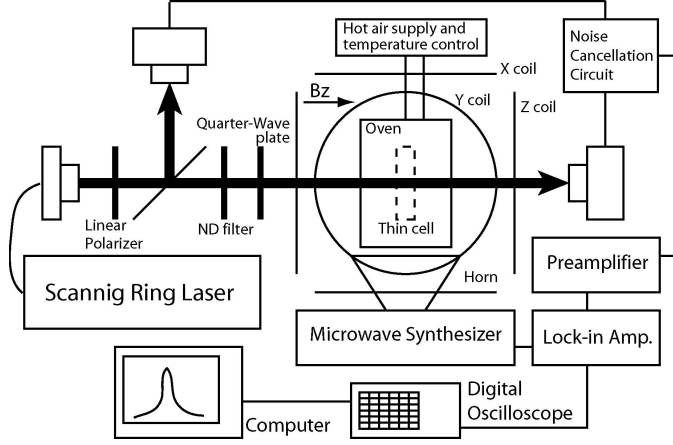 Hot air supply and
temperature control
Noise
Cancellation
Circuit
X coil
Bz
Y coil
Z coil
Quarter-Wave
plate
Oven
Linear
Polarizer
ND filter
Thin cell
Scannig Ring Laser
Horn
Preamplifier
Microwave Synthesizer
Lock-in Amp.
Computer
Digital
Oscilloscope